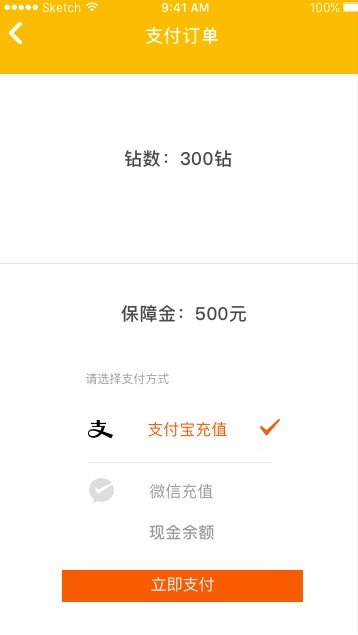 Sketch 9:41 AM 100%
支付订单
钻数：300钻
保障金：500元
请选择支付方式
支 支付宝充值
微信充值
现金余额
立即支付